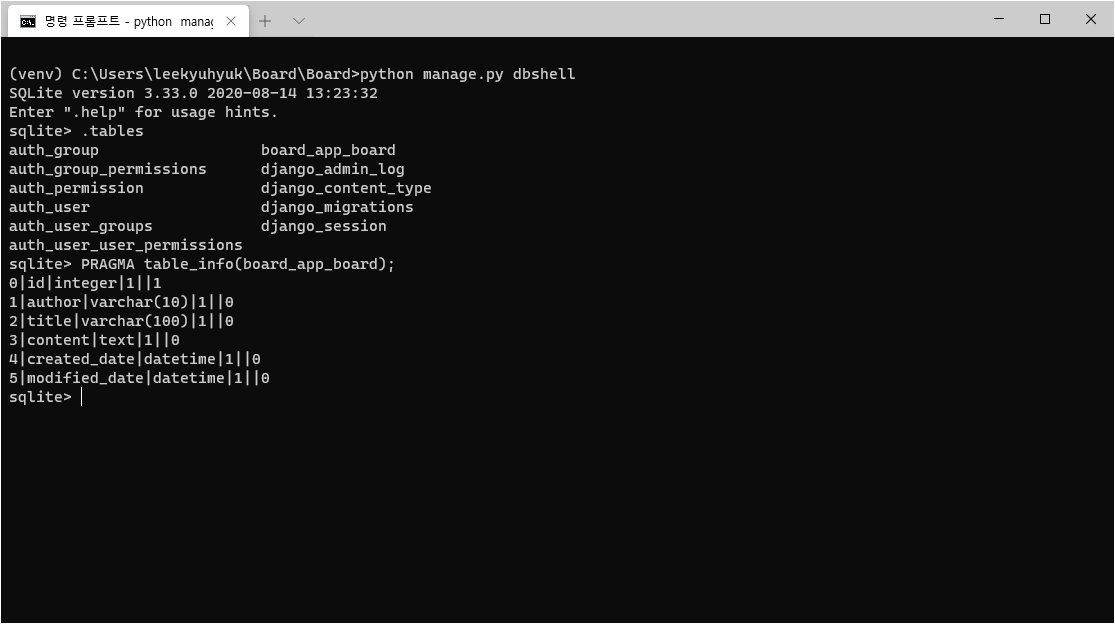 명령 프롬프트 - python manag
(venv) C:\Users\leekyuhyuk\Board\Board>python manage.py dbshell
SQLite version 3.33.0 2020-08-14 13:23:32
Enter ".help" for usage hints.
sqlite> .tables
auth_group                  board_app_board
auth_group_permissions      django_admin_log
auth_permission             django_content_type
auth_user                   django_migrations
auth_user_groups            django_session
auth_user_user_permissions
sqlite> PRAGMA table_info(board_app_board);
0|id|integer|1||1
1|author|varchar(10)|1||0
2|title|varchar(100)|1||0
3|content|text|1||0
4|created_date|datetime|1||0
5|modified_date|datetime|1||0
sqlite>